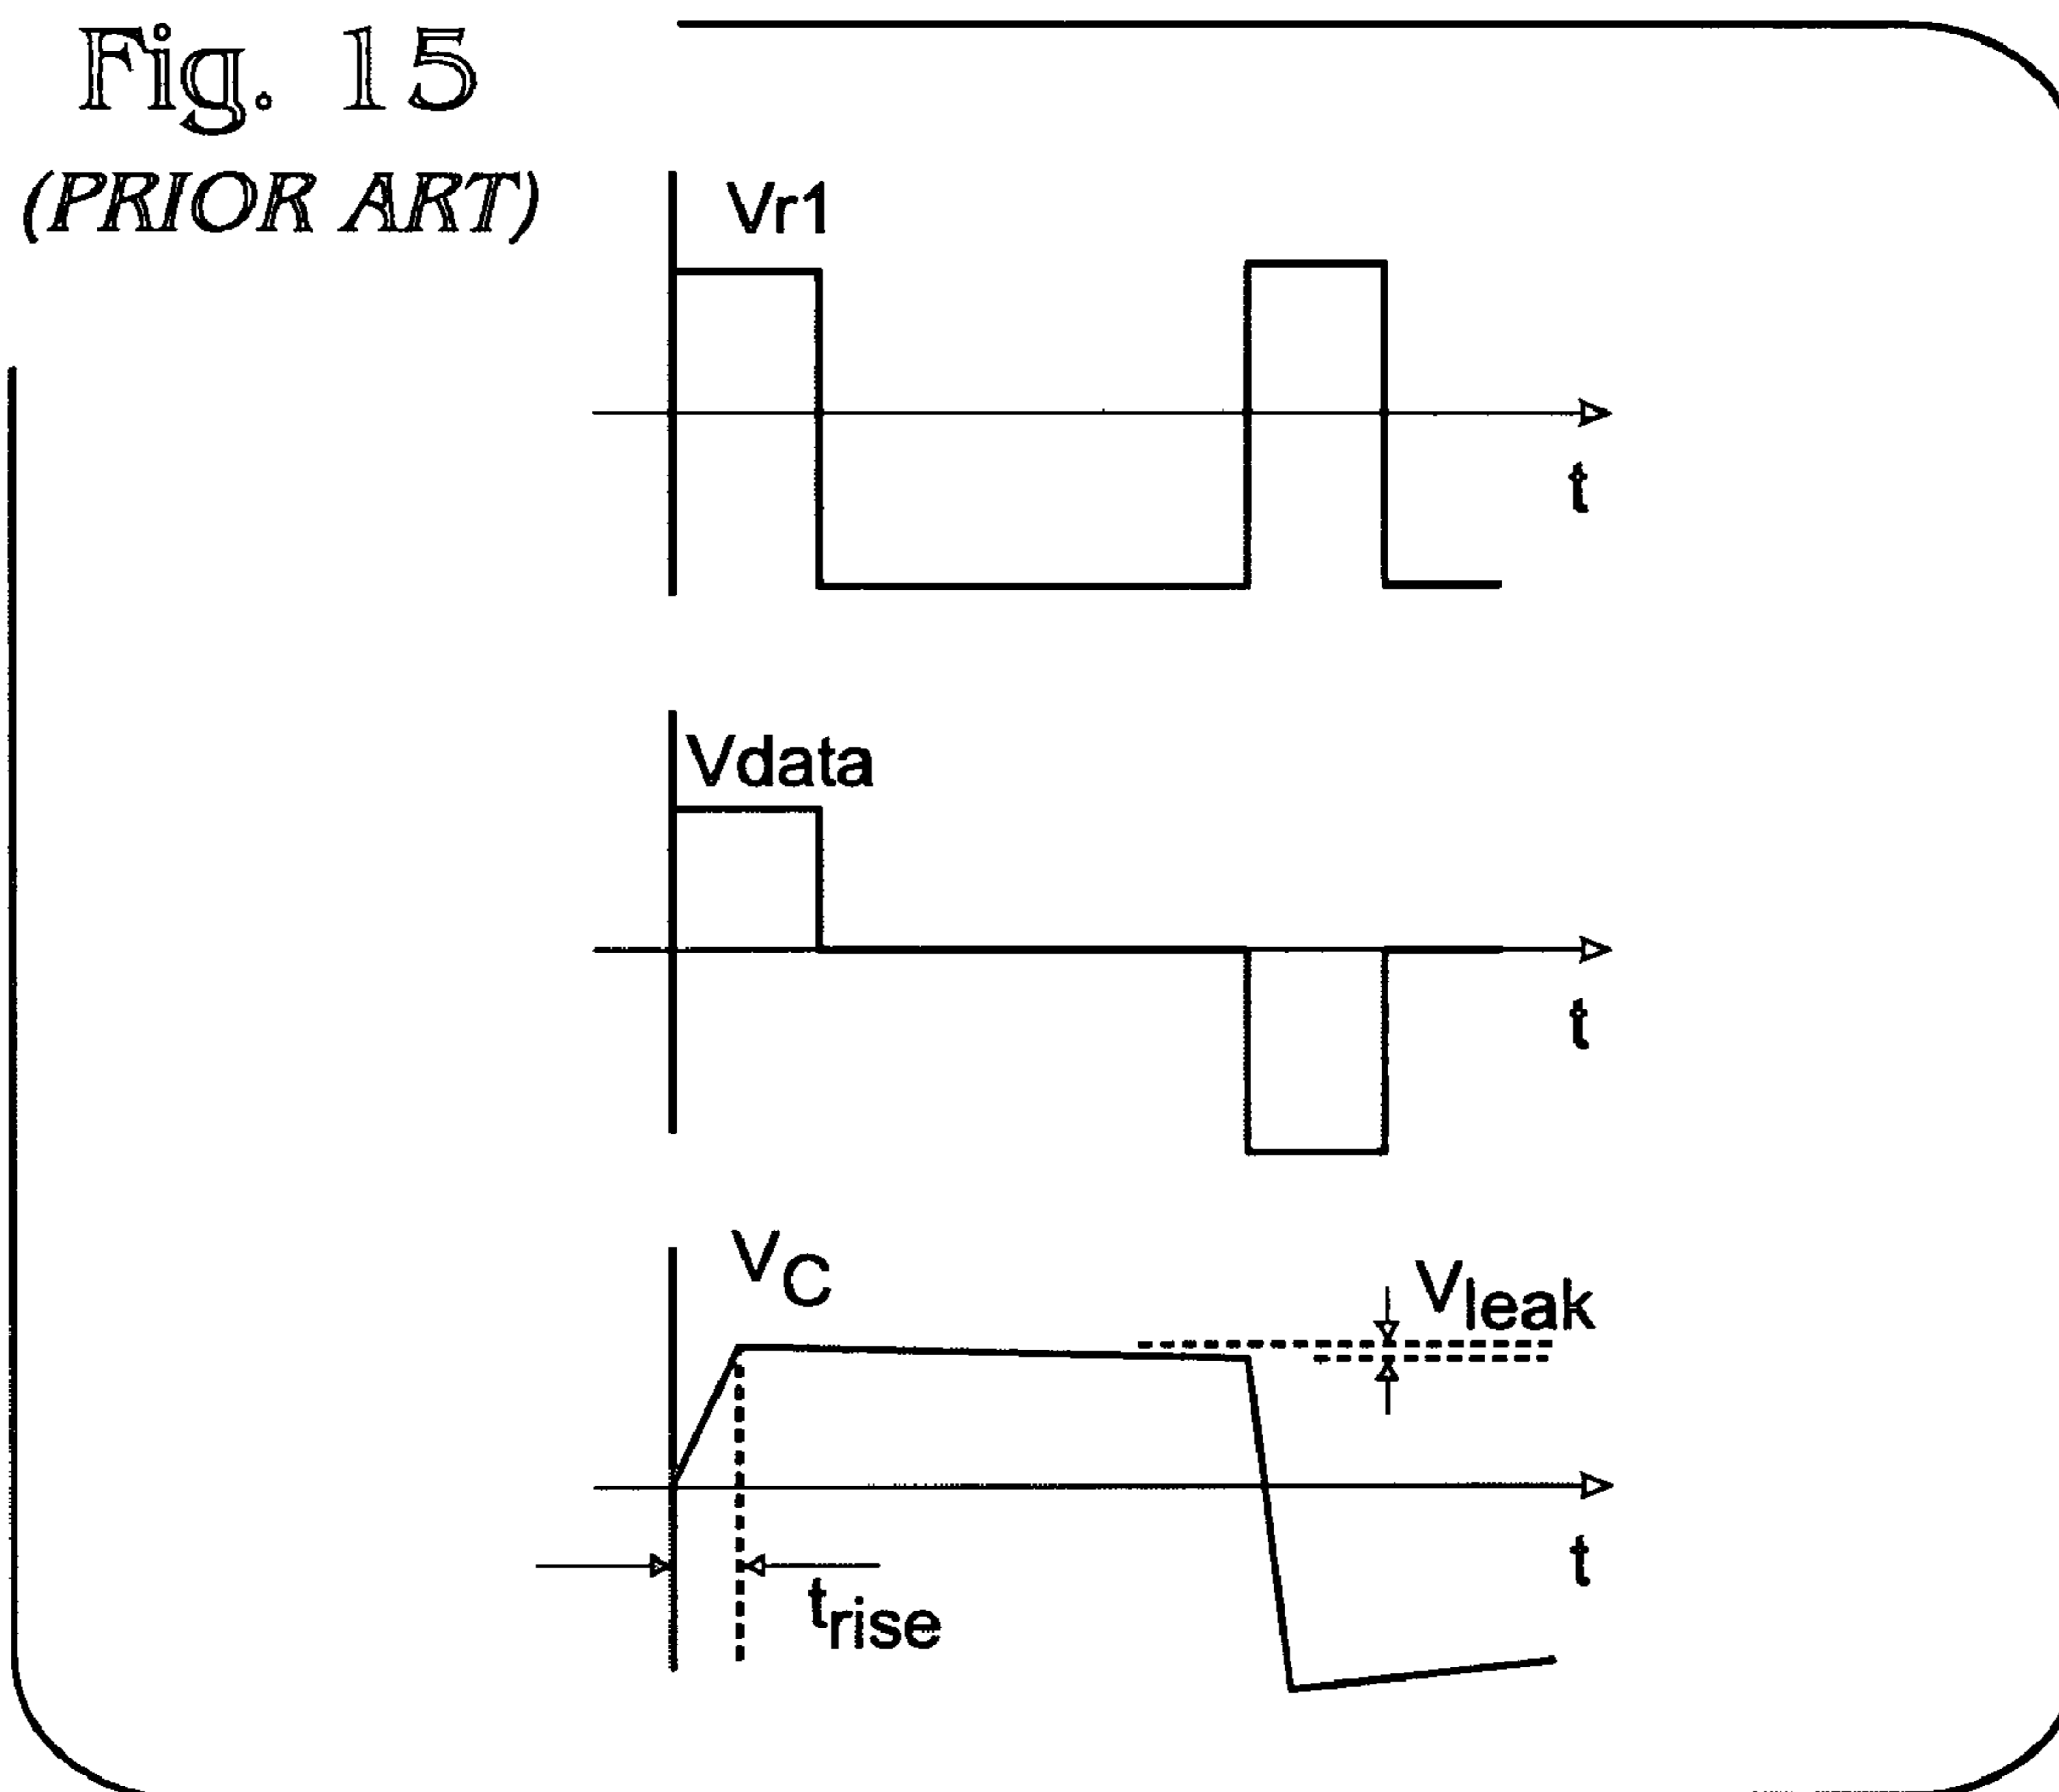 Fig. 15
(PRIOR ART)
Vr1
t
Vdata
t
VC
Vleak
t
trise